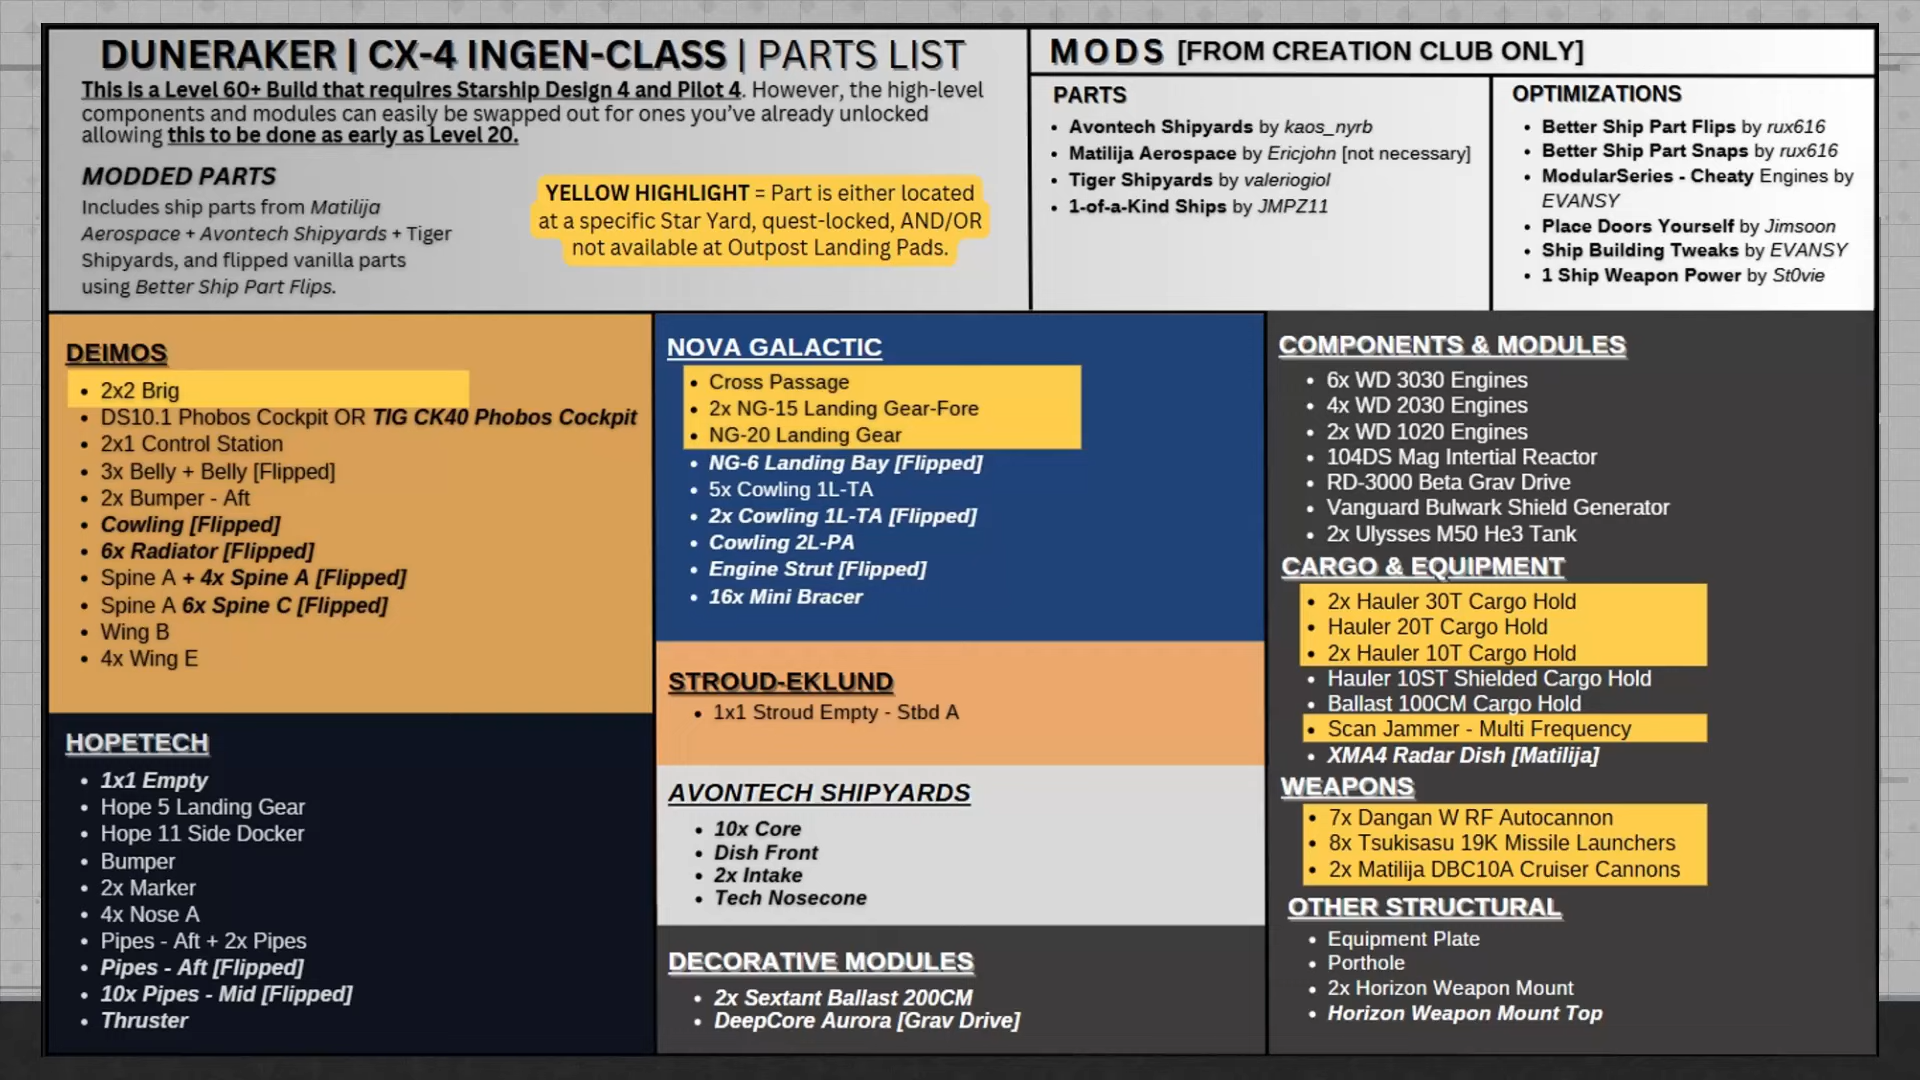 DUNERAKER | CX-4 INGEN-CLASS | PARTS LIST
This is a Level 60+ Build that requires Starship Design 4 and Pilot 4. However, the high-level
components and modules can easily be swapped out for ones you've already unlocked
allowing this to be done as early as Level 20.
MODDED PARTS
Includes ship parts from Matilija
Aerospace + Avontech Shipyards + Tiger
Shipyards, and flipped vanilla parts
using Better Ship Part Flips.
YELLOW HIGHLIGHT = Part is either located
at a specific Star Yard, quest-locked, AND/OR
not available at Outpost Landing Pads.
MODS [FROM CREATION CLUB ONLY]
PARTS
• Avontech Shipyards by kaos_nyrb
• Matilija Aerospace by Ericjohn [not necessary]
• Tiger Shipyards by valeriogiol
• 1-of-a-Kind Ships by JMPZ11
OPTIMIZATIONS
• Better Ship Part Flips by rux616
• Better Ship Part Snaps by rux616
• ModularSeries - Cheaty Engines by
EVANSY
• Place Doors Yourself by Jimsoon
• Ship Building Tweaks by EVANSY
• 1 Ship Weapon Power by St0vie
DEIMOS
• 2x2 Brig
• DS10.1 Phobos Cockpit OR TIG CK40 Phobos Cockpit
• 2x1 Control Station
• 3x Belly + Belly [Flipped]
• 2x Bumper - Aft
• Cowling [Flipped]
• 6x Radiator [Flipped]
• Spine A + 4x Spine A [Flipped]
• Spine A 6x Spine C [Flipped]
• Wing B
• 4x Wing E
HOPETECH
• 1x1 Empty
• Hope 5 Landing Gear
• Hope 11 Side Docker
• Bumper
• 2x Marker
• 4x Nose A
• Pipes - Aft + 2x Pipes
• Pipes - Aft [Flipped]
• 10x Pipes - Mid [Flipped]
• Thruster
NOVA GALACTIC
• Cross Passage
• 2x NG-15 Landing Gear-Fore
• NG-20 Landing Gear
• NG-6 Landing Bay [Flipped]
• 5x Cowling 1L-TA
• 2x Cowling 1L-TA [Flipped]
• Cowling 2L-PA
• Engine Strut [Flipped]
• 16x Mini Bracer
STROUD-EKLUND
• 1x1 Stroud Empty - Stbd A
AVONTECH SHIPYARDS
• 10x Core
• Dish Front
• 2x Intake
• Tech Nosecone
DECORATIVE MODULES
• 2x Sextant Ballast 200CM
• DeepCore Aurora [Grav Drive]
COMPONENTS & MODULES
• 6x WD 3030 Engines
• 4x WD 2030 Engines
• 2x WD 1020 Engines
• 104DS Mag Intertial Reactor
• RD-3000 Beta Grav Drive
• Vanguard Bulwark Shield Generator
• 2x Ulysses M50 He3 Tank
CARGO & EQUIPMENT
• 2x Hauler 30T Cargo Hold
• Hauler 20T Cargo Hold
• 2x Hauler 10T Cargo Hold
• Hauler 10ST Shielded Cargo Hold
• Ballast 100CM Cargo Hold
• Scan Jammer - Multi Frequency
• XMA4 Radar Dish [Matilija]
WEAPONS
• 7x Dangan W RF Autocannon
• 8x Tsukisasu 19K Missile Launchers
• 2x Matilija DBC10A Cruiser Cannons
OTHER STRUCTURAL
• Equipment Plate
• Porthole
• 2x Horizon Weapon Mount
• Horizon Weapon Mount Top